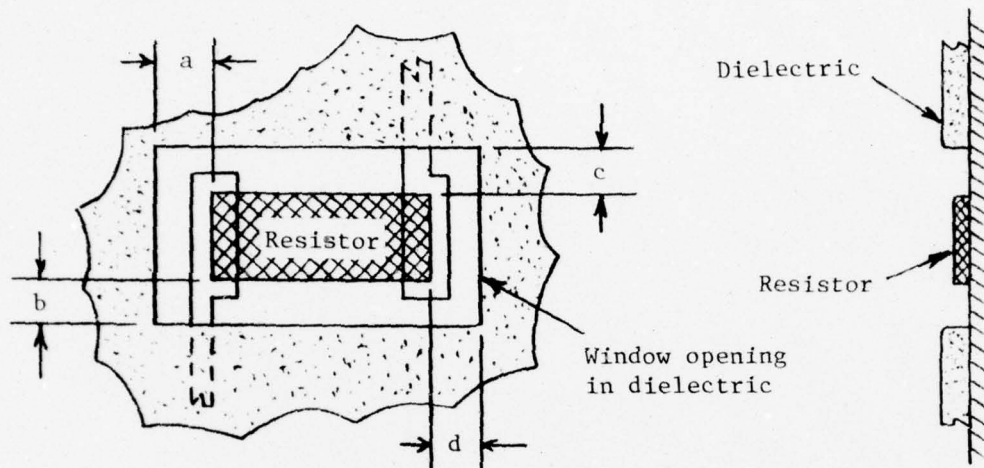 a
Dielectric
c
Resistor
b
Resistor
Window opening
in dielectric
d